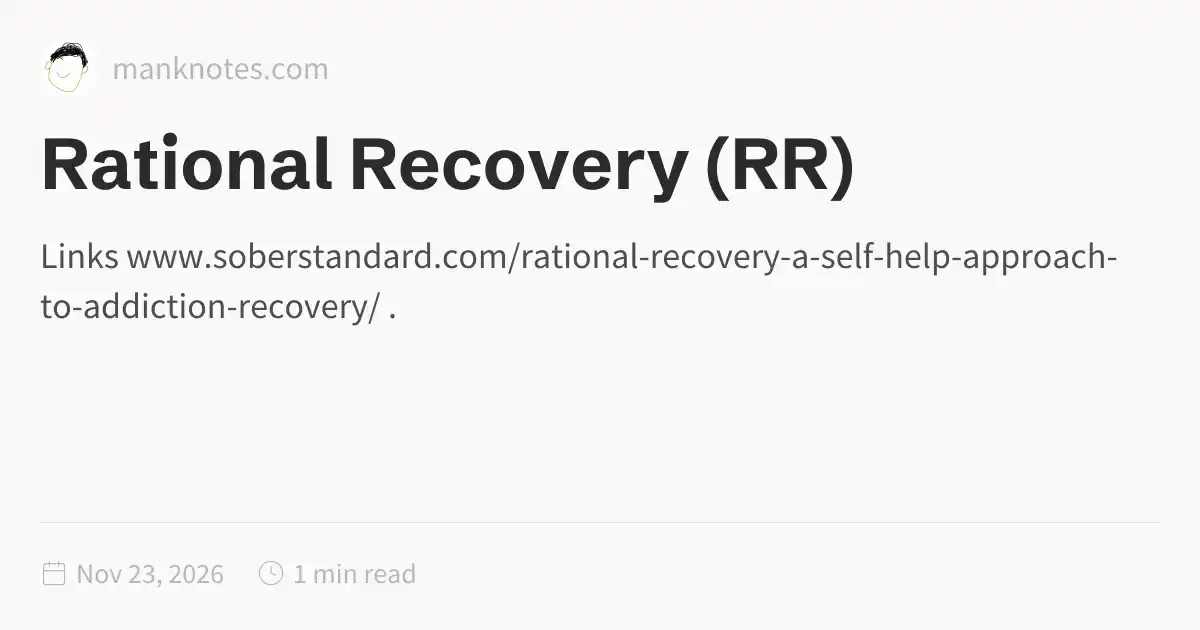 manknotes.com
Rational Recovery (RR)
Links www.soberstandard.com/rational-recovery-a-self-help-approach-
to-addiction-recovery/ .
Nov 23, 2026 1 min read